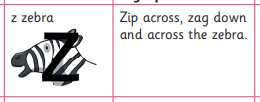 z zebra
z
Zip across, zag down
and across the zebra.